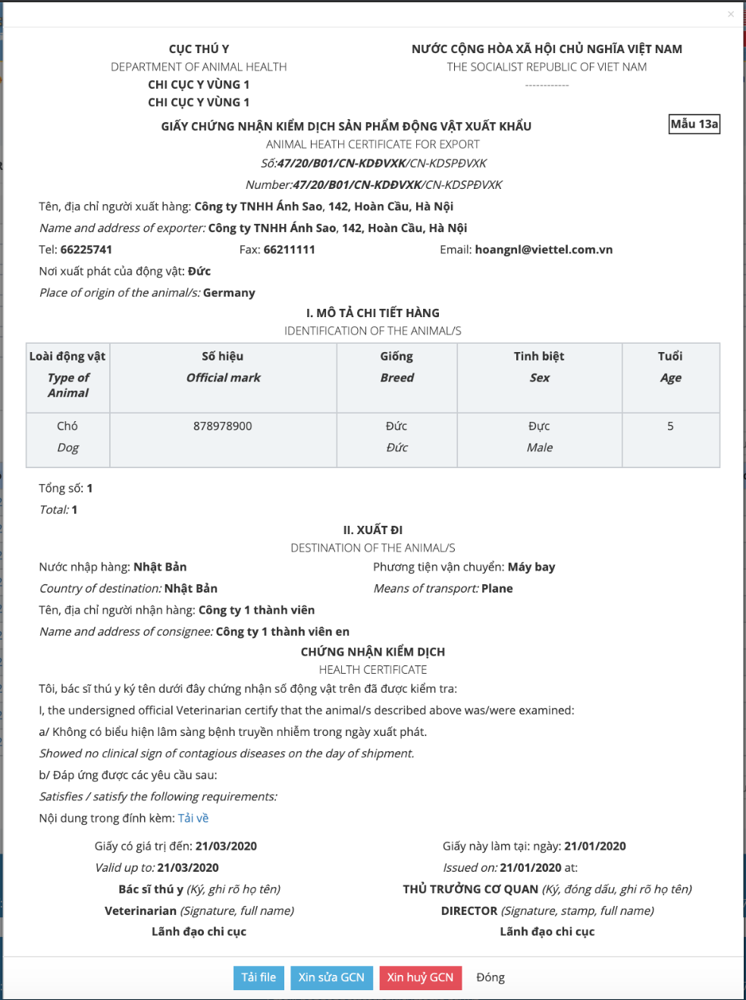 ×
CỤC THÚ Y
DEPARTMENT OF ANIMAL HEALTH
CHI CỤC Y VÙNG 1
CHI CỤC Y VÙNG 1
NƯỚC CỘNG HÒA XÃ HỘI CHỦ NGHĨA VIỆT NAM
THE SOCIALIST REPUBLIC OF VIET NAM
------------
Mẫu 13a
GIẤY CHỨNG NHẬN KIỂM DỊCH SẢN PHẨM ĐỘNG VẬT XUẤT KHẨU
ANIMAL HEATH CERTIFICATE FOR EXPORT
Số:47/20/B01/CN-KDĐVXK/CN-KDSPĐVXK
Number:47/20/B01/CN-KDĐVXK/CN-KDSPĐVXK
Tên, địa chỉ người xuất hàng: Công ty TNHH Ánh Sao, 142, Hoàn Cầu, Hà Nội
Name and address of exporter: Công ty TNHH Ánh Sao, 142, Hoàn Cầu, Hà Nội
Tel: 66225741 Fax: 66211111 Email: hoangnl@viettel.com.vn
Nơi xuất phát của động vật: Đức
Place of origin of the animal/s: Germany
I. MÔ TẢ CHI TIẾT HÀNG
IDENTIFICATION OF THE ANIMAL/S
Loài động vật Số hiệu Giống Tinh biệt Tuổi
Type of Official mark Breed Sex Age
Animal
Chó 878978900 Đức Đực 5
Dog Đức Male
Tổng số: 1
Total: 1
II. XUẤT ĐI
DESTINATION OF THE ANIMAL/S
Nước nhập hàng: Nhật Bản Phương tiện vận chuyển: Máy bay
Country of destination: Nhật Bản Means of transport: Plane
Tên, địa chỉ người nhận hàng: Công ty 1 thành viên
Name and address of consignee: Công ty 1 thành viên en
CHỨNG NHẬN KIỂM DỊCH
HEALTH CERTIFICATE
Tôi, bác sĩ thú y ký tên dưới đây chứng nhận số động vật trên đã được kiểm tra:
I, the undersigned official Veterinarian certify that the animal/s described above was/were examined:
a/ Không có biểu hiện lâm sàng bệnh truyền nhiễm trong ngày xuất phát.
Showed no clinical sign of contagious diseases on the day of shipment.
b/ Đáp ứng được các yêu cầu sau:
Satisfies / satisfy the following requirements:
Nội dung trong đính kèm: Tải về
Giấy có giá trị đến: 21/03/2020 Giấy này làm tại: ngày: 21/01/2020
Valid up to: 21/03/2020 Issued on: 21/01/2020 at:
Bác sĩ thú y (Ký, ghi rõ họ tên) THỦ TRƯỞNG CƠ QUAN (Ký, đóng dấu, ghi rõ họ tên)
Veterinarian (Signature, full name) DIRECTOR (Signature, stamp, full name)
Lãnh đạo chi cục Lãnh đạo chi cục
Tải file Xin sửa GCN Xin huỷ GCN Đóng